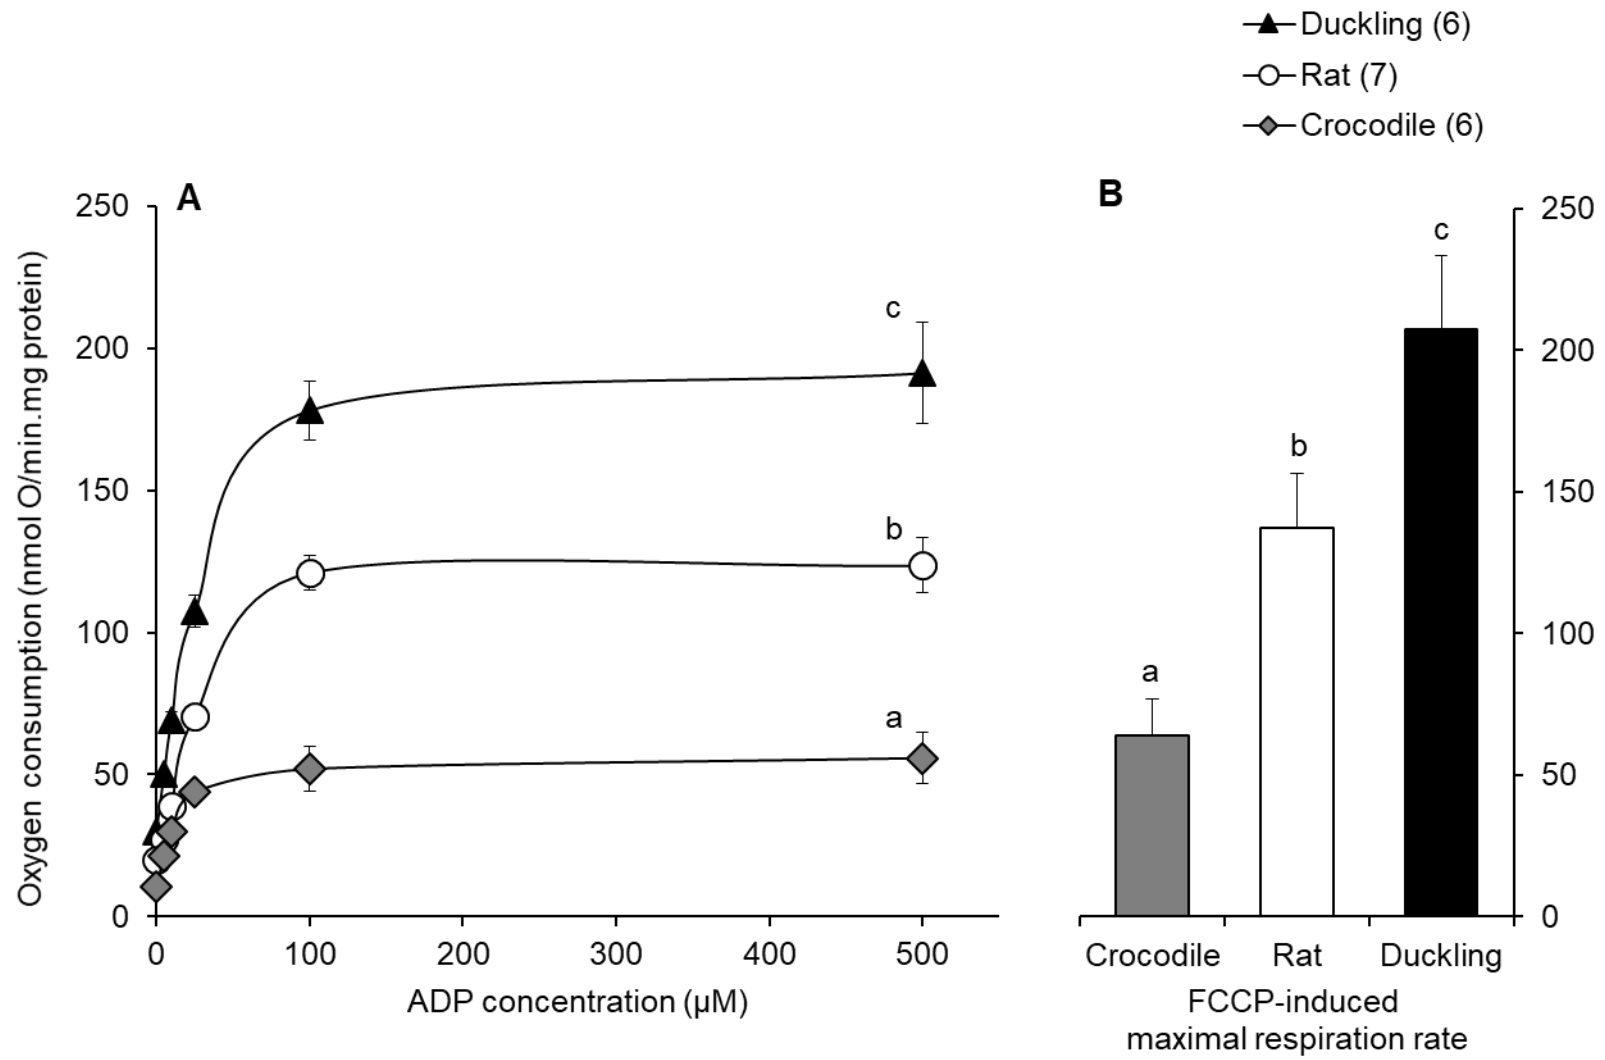 Duckling (6)
Rat (7)
Crocodile (6)
A
250
200
150
100
50
0
Oxygen consumption (nmol O/min.mg protein)
c
b
a
0 100 200 300 400 500
ADP concentration (µM)
B
c
b
a
250
200
150
100
50
0
Crocodile Rat Duckling
FCCP-induced
maximal respiration rate